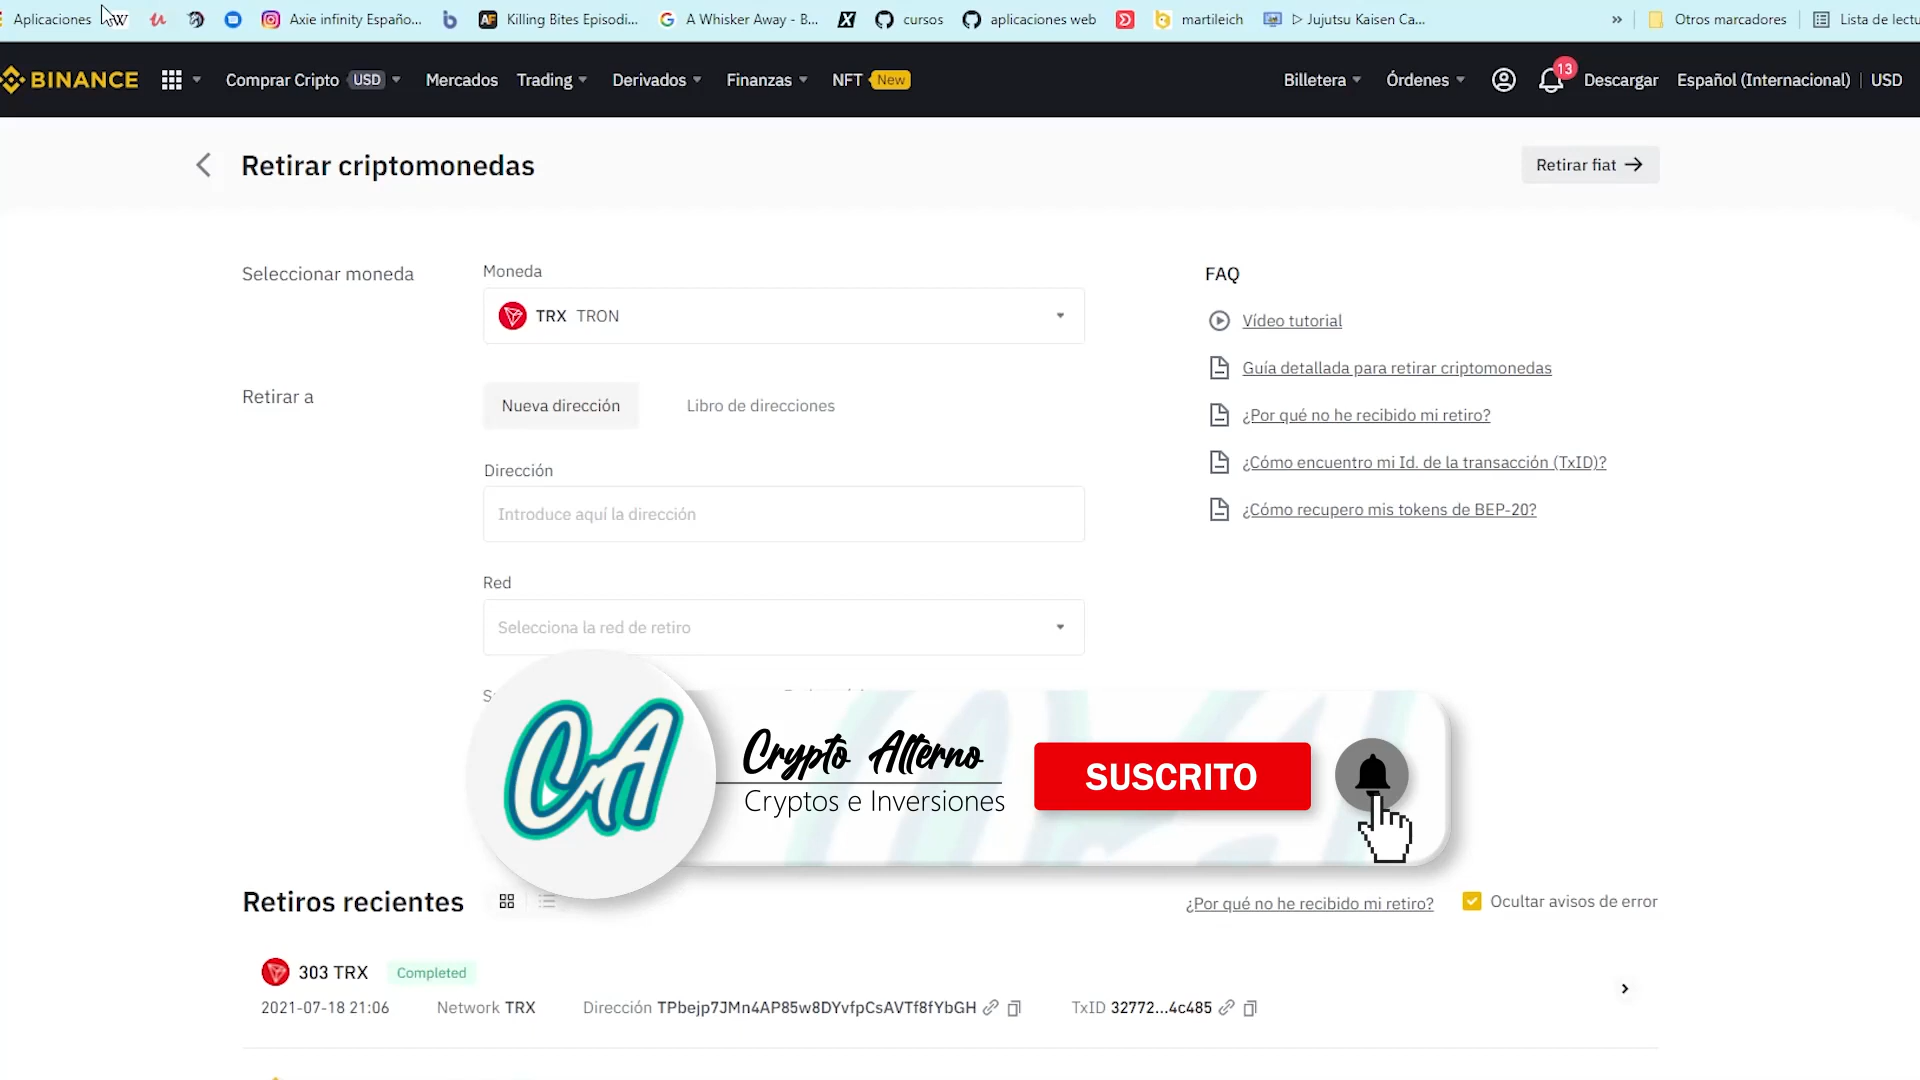 Aplicaciones W Axie infinity Españo... Killing Bites Episodi... A Whisker Away - B... cursos aplicaciones web martileich ▷ Jujutsu Kaisen Ca... » Otros marcadores Lista de lectu
BINANCE Comprar Cripto USD Mercados Trading Derivados Finanzas NFT New Billetera Órdenes 13 Descargar Español (Internacional) USD
Retirar criptomonedas
Retirar fiat →
Seleccionar moneda
Moneda
TRX TRON
Retirar a
Nueva dirección Libro de direcciones
Dirección
Introduce aquí la dirección
Red
Selecciona la red de retiro
FAQ
Vídeo tutorial
Guía detallada para retirar criptomonedas
¿Por qué no he recibido mi retiro?
¿Cómo encuentro mi Id. de la transacción (TxID)?
¿Cómo recupero mis tokens de BEP-20?
CA
Crypto Alterno
Cryptos e Inversiones
SUSCRITO
Retiros recientes
¿Por qué no he recibido mi retiro? Ocultar avisos de error
303 TRX Completed
2021-07-18 21:06 Network TRX Dirección TPbejp7JMn4AP85w8DYvfpCsAVTf8fYbGH TxID 32772...4c485